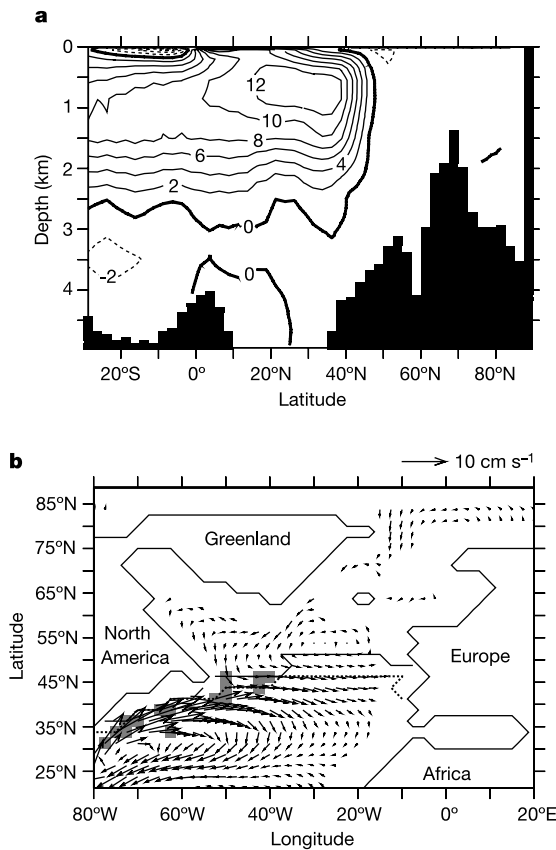 a
0
1
2
3
4
Depth (km)
12
10
8
6
4
2
0
0
-2
20°S 0° 20°N 40°N 60°N 80°N
Latitude
b
10 cm s⁻¹
85°N
75°N
65°N
55°N
45°N
35°N
25°N
Latitude
Greenland
North
America
Europe
Africa
80°W 60°W 40°W 20°W 0° 20°E
Longitude